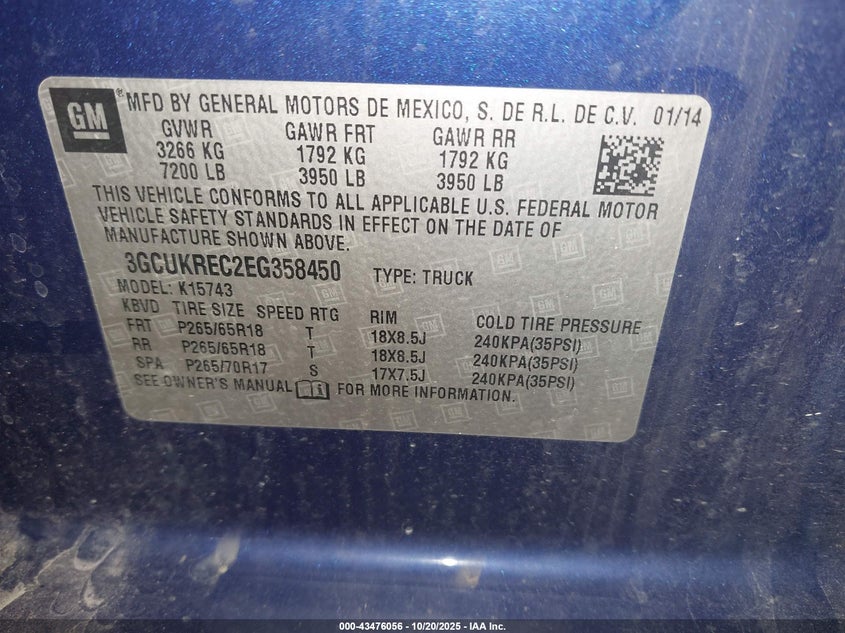 GM ® MFD BY GENERAL MOTORS DE MEXICO, S. DE R.L. DE C.V. 01/14
GVWR GAWR FRT GAWR RR
3266 KG 1792 KG 1792 KG
7200 LB 3950 LB 3950 LB
THIS VEHICLE CONFORMS TO ALL APPLICABLE U.S. FEDERAL MOTOR
VEHICLE SAFETY STANDARDS IN EFFECT ON THE DATE OF
MANUFACTURE SHOWN ABOVE.
3GCUKREC2EG358450 TYPE: TRUCK
MODEL: K15743
KBVD TIRE SIZE SPEED RTG RIM COLD TIRE PRESSURE
FRT P265/65R18 T 18X8.5J 240KPA(35PSI)
RR P265/65R18 T 18X8.5J 240KPA(35PSI)
SPA P265/70R17 S 17X7.5J 240KPA(35PSI)
SEE OWNER'S MANUAL FOR MORE INFORMATION.
000-43476056 - 10/20/2025 - IAA Inc.